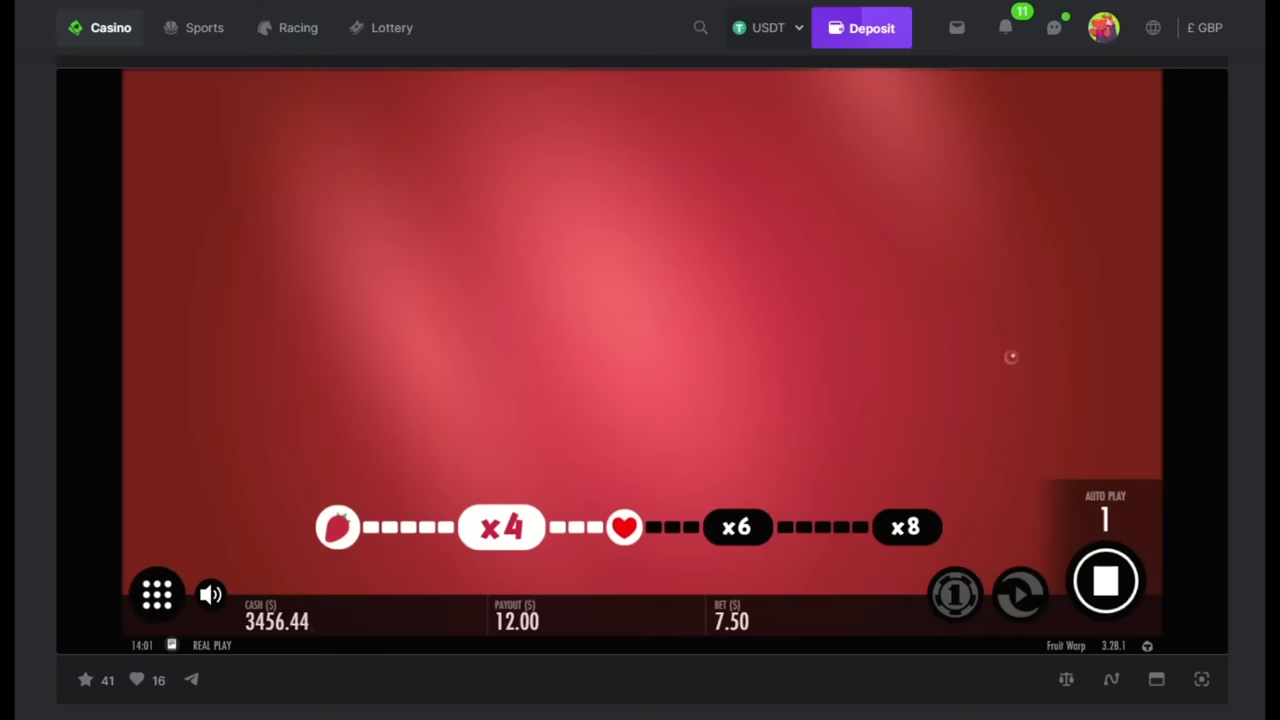 Casino Sports Racing Lottery USDT Deposit 11 £ GBP
x4 x6 x8
AUTO PLAY
1
1
CASH ($) PAYOUT ($) BET ($)
3456.44 12.00 7.50
14:01 REAL PLAY Fruit Warp 3.28.1
41 16